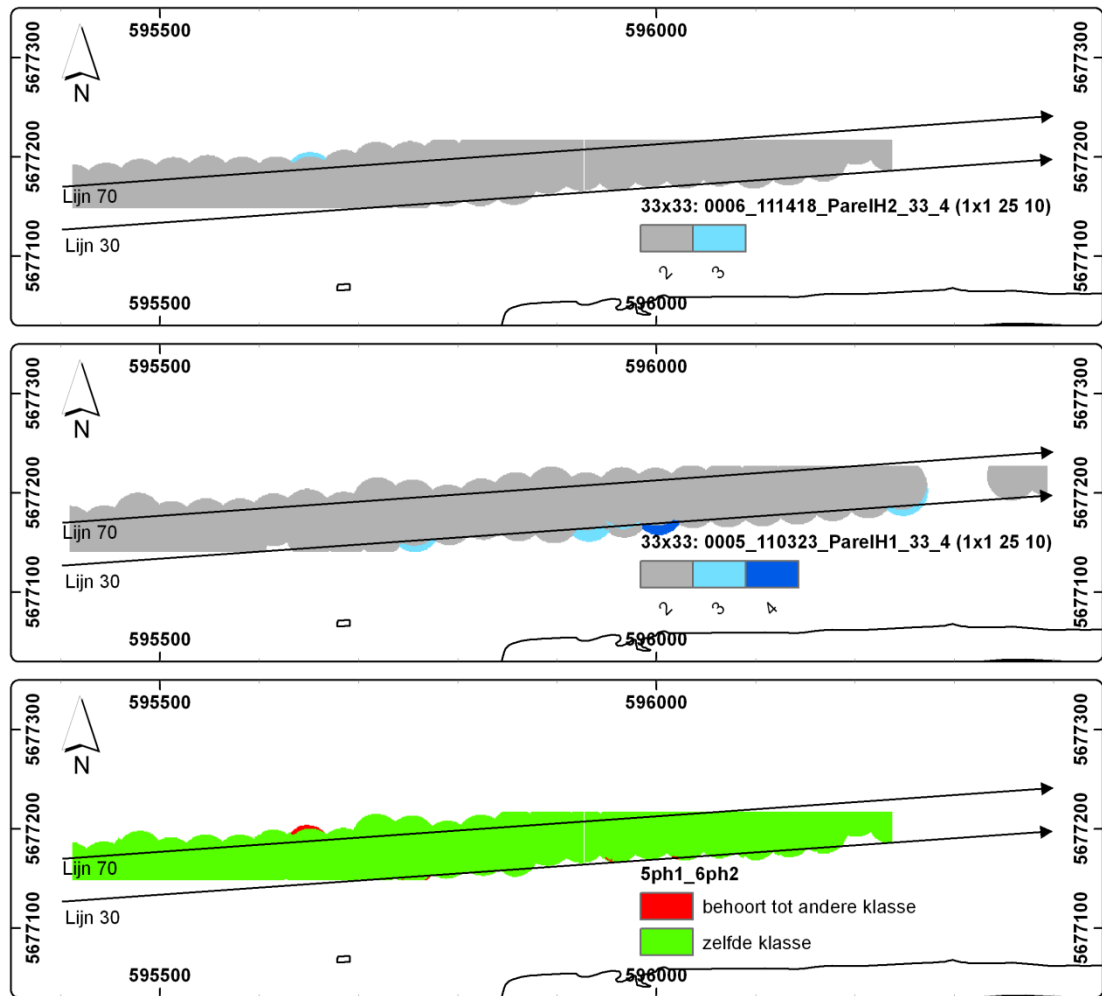 595500 596000
5677300 5677300
N
5677200 5677200
Lijn 70
33x33: 0006_111418_ParelH2_33_4 (1x1 25 10)
Lijn 30
5677100 5677100
2 3
595500 596000
595500 596000
5677300 5677300
N
5677200 5677200
Lijn 70
33x33: 0005_110323_ParelH1_33_4 (1x1 25 10)
Lijn 30
5677100 5677100
2 3 4
595500 596000
595500 596000
5677300 5677300
N
5677200 5677200
Lijn 70
5ph1_6ph2
behoort tot andere klasse
Lijn 30
5677100 5677100
zelfde klasse
595500 596000